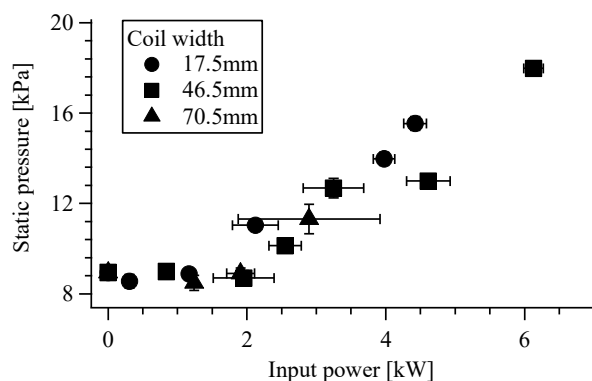 20
16
12
8
Static pressure [kPa]
Coil width
17.5mm
46.5mm
70.5mm
0
2
4
6
Input power [kW]